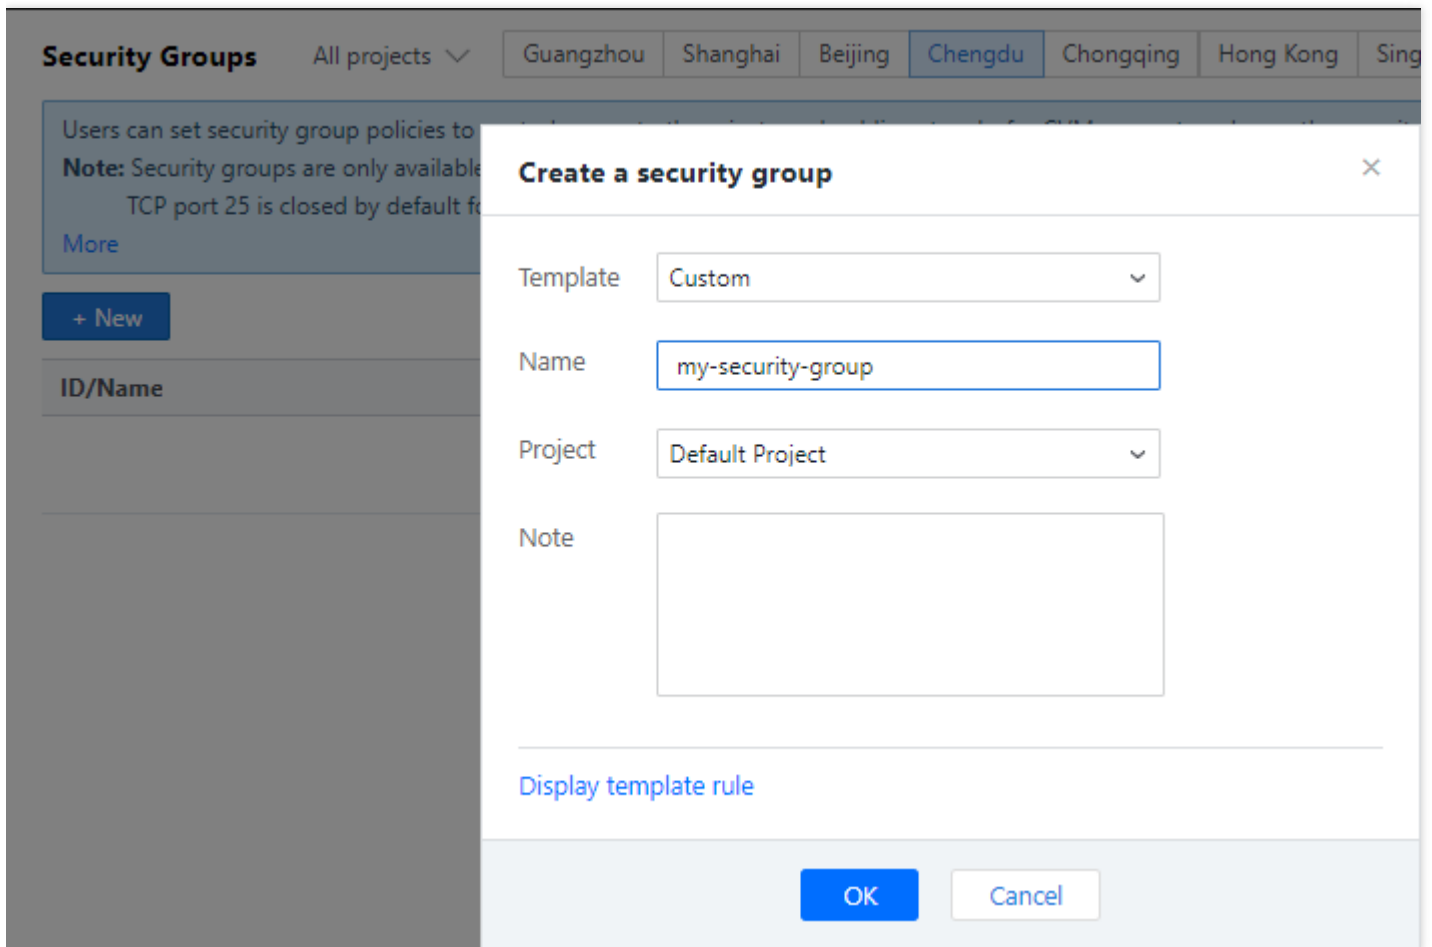 Security Groups All projects Guangzhou Shanghai Beijing Chengdu Chongqing Hong Kong Sing
Users can set security group policies to
Note: Security groups are only available
TCP port 25 is closed by default fo
More
+ New
ID/Name
Create a security group
Template Custom
Name my-security-group
Project Default Project
Note
Display template rule
OK Cancel